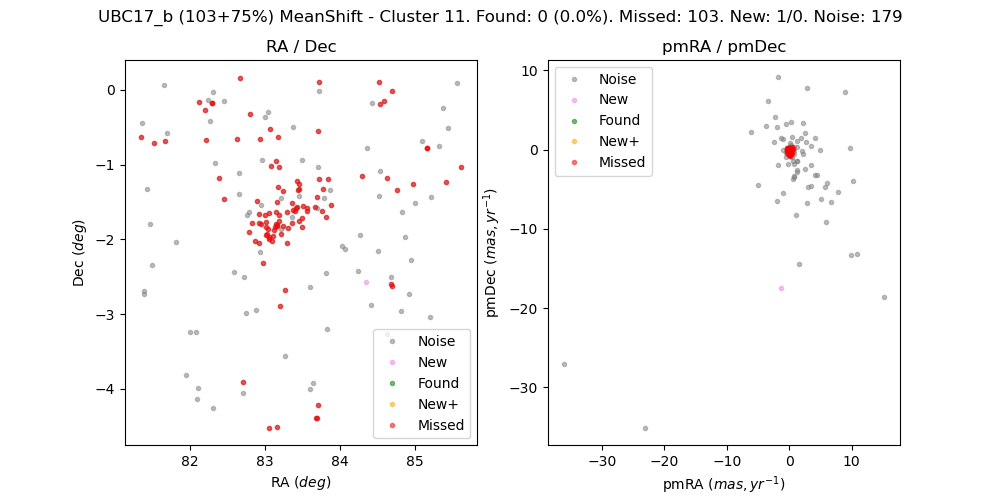 UBC17_b (103+75%) MeanShift - Cluster 11. Found: 0 (0.0%). Missed: 103. New: 1/0. Noise: 179
RA / Dec
0
−1
−2
−3
−4
Dec (deg)
82
83
84
85
RA (deg)
Noise
New
Found
New+
Missed
pmRA / pmDec
10
0
−10
−20
−30
pmDec (mas, yr⁻¹)
−30
−20
−10
0
10
pmRA (mas, yr⁻¹)
Noise
New
Found
New+
Missed